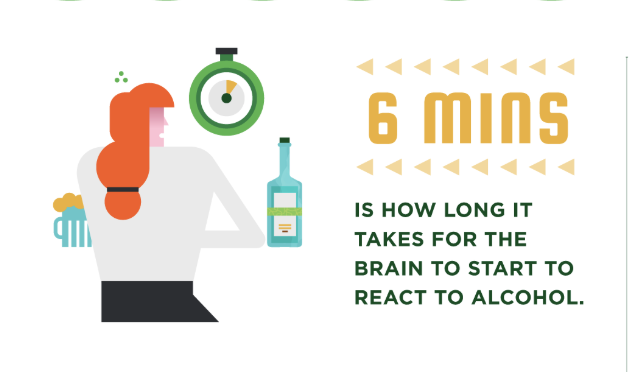 6 MINS
IS HOW LONG IT
TAKES FOR THE
BRAIN TO START TO
REACT TO ALCOHOL.